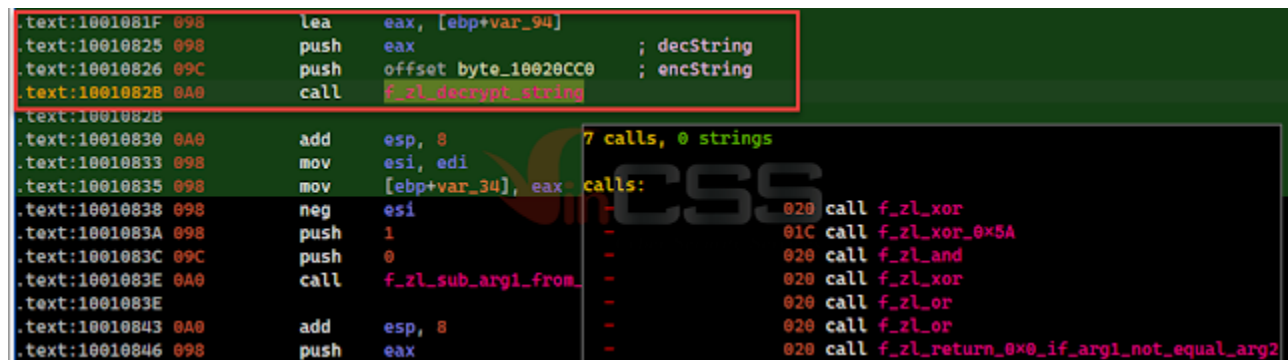 .text:1001081F 098 lea eax, [ebp+var_94]
.text:10010825 098 push eax ; decString
.text:10010826 09C push offset byte_10020CC0 ; encString
.text:1001082B 0A0 call f_zl_decrypt_string
.text:1001082B
.text:10010830 0A0 add esp, 8
.text:10010833 098 mov esi, edi
.text:10010835 098 mov [ebp+var_34], eax
.text:10010838 098 neg esi
.text:1001083A 098 push 1
.text:1001083C 09C push 0
.text:1001083E 0A0 call f_zl_sub_arg1_from_
.text:1001083E
.text:10010843 0A0 add esp, 8
.text:10010846 098 push eax
7 calls, 0 strings
calls:
- 020 call f_zl_xor
- 01C call f_zl_xor_0×5A
- 020 call f_zl_and
- 020 call f_zl_xor
- 020 call f_zl_or
- 020 call f_zl_or
- 020 call f_zl_return_0×0_if_arg1_not_equal_arg2
VinCSS